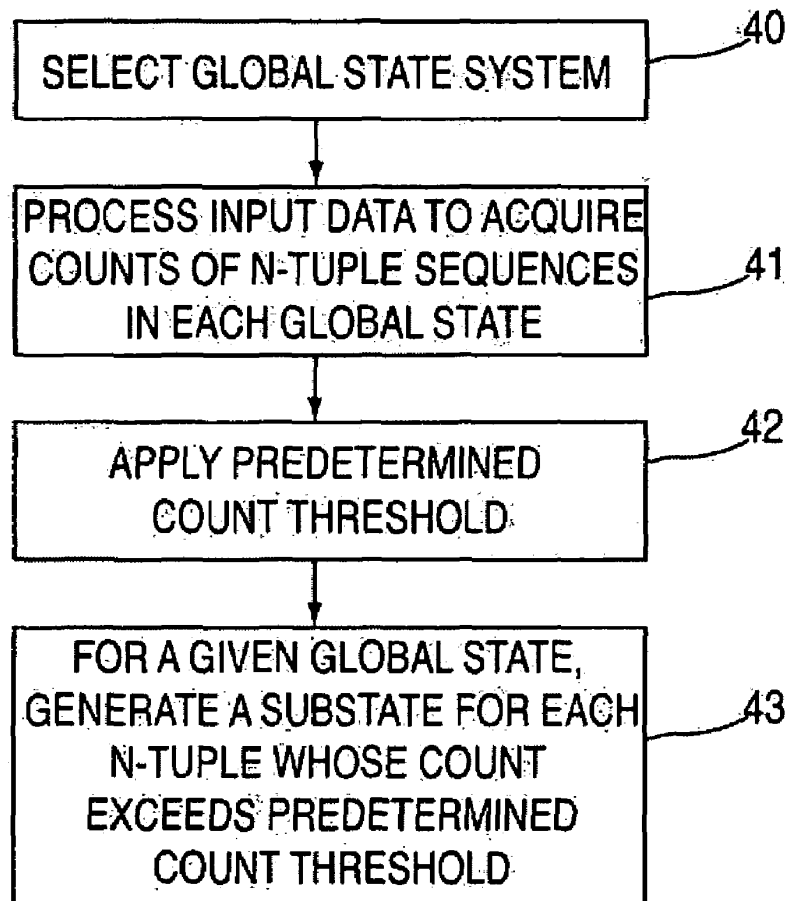 SELECT GLOBAL STATE SYSTEM
40
PROCESS INPUT DATA TO ACQUIRE
COUNTS OF N-TUPLE SEQUENCES
IN EACH GLOBAL STATE
41
APPLY PREDETERMINED
COUNT THRESHOLD
42
FOR A GIVEN GLOBAL STATE,
GENERATE A SUBSTATE FOR EACH
N-TUPLE WHOSE COUNT
EXCEEDS PREDETERMINED
COUNT THRESHOLD
43